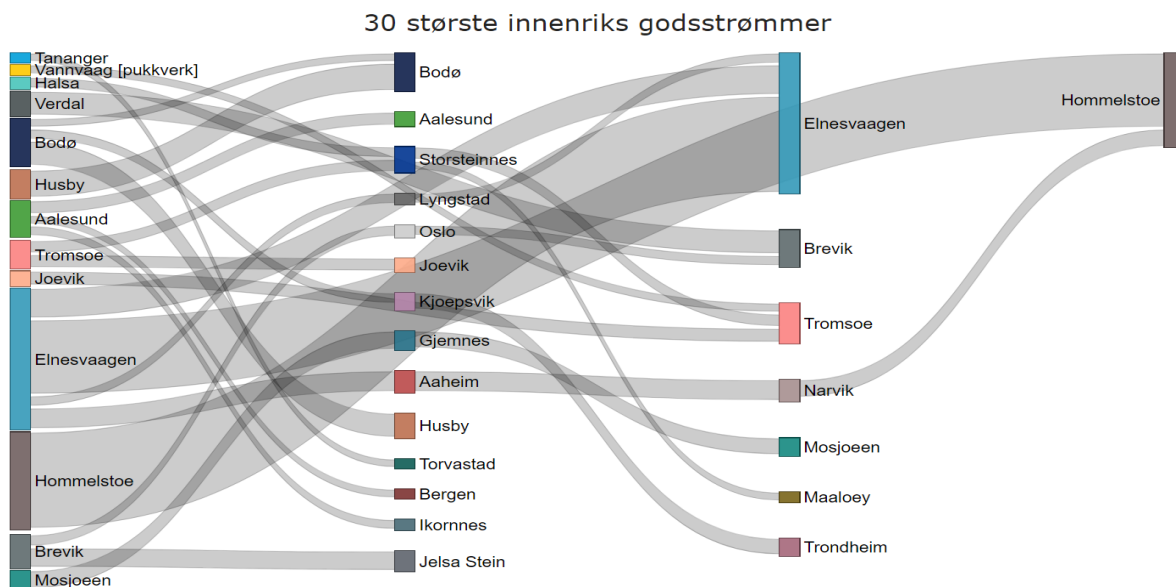 30 største innenriks godsstrømmer
Tananger
Vannvaag [pukkverk]
Halsa
Verdal
Bodø
Husby
Aalesund
Tromsoe
Joevik
Elnesvaagen
Hommelstoe
Brevik
Mosjoeen
Bodø
Aalesund
Størsteinnes
Lyngstad
Oslo
Joevik
Kjoepsvik
Gjemnes
Aaheim
Husby
Torvastad
Bergen
Ikornnes
Jelsa Stein
Elnesvaagen
Brevik
Tromsoe
Narvik
Mosjoeen
Maaloey
Trondheim
Hommelstoe